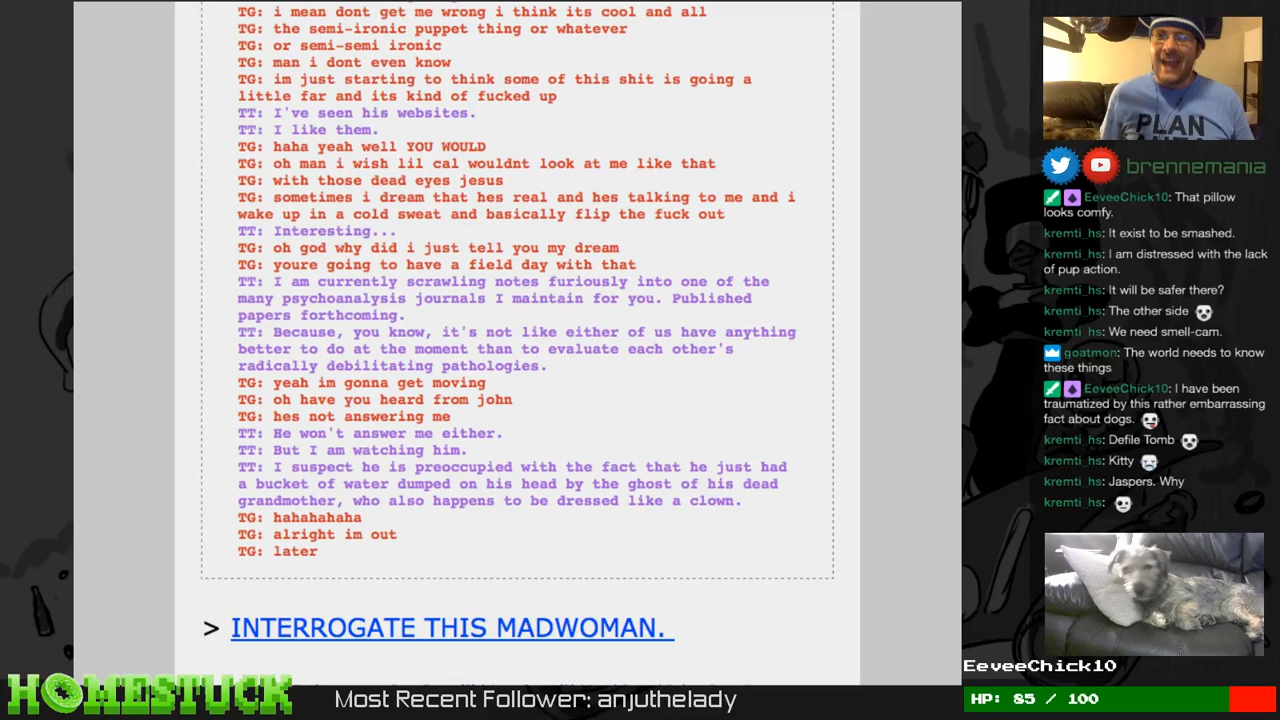 TG: i mean dont get me wrong i think its cool and all
TG: the semi-ironic puppet thing or whatever
TG: or semi-semi ironic
TG: man i dont even know
TG: im just starting to think some of this shit is going a
little far and its kind of fucked up
TT: I've seen his websites.
TT: I like them.
TG: haha yeah well YOU WOULD
TG: oh man i wish lil cal wouldnt look at me like that
TG: with those dead eyes jesus
TG: sometimes i dream that hes real and hes talking to me and i
wake up in a cold sweat and basically flip the fuck out
TT: Interesting...
TG: oh god why did i just tell you my dream
TG: youre going to have a field day with that
TT: I am currently scrawling notes furiously into one of the
many psychoanalysis journals I maintain for you. Published
papers forthcoming.
TT: Because, you know, it's not like either of us have anything
better to do at the moment than to evaluate each other's
radically debilitating pathologies.
TG: yeah im gonna get moving
TG: oh have you heard from john
TG: hes not answering me
TT: He won't answer me either.
TT: But I am watching him.
TT: I suspect he is preoccupied with the fact that he just had
a bucket of water dumped on his head by the ghost of his dead
grandmother, who also happens to be dressed like a clown.
TG: hahahahaha
TG: alright im out
TG: later
> INTERROGATE THIS MADWOMAN.
PLAN
brennemania
EeveeChick10: That pillow
looks comfy.
kremti_hs: It exist to be smashed.
kremti_hs: I am distressed with the lack
of pup action.
kremti_hs: It will be safer there?
kremti_hs: The other side
kremti_hs: We need smell-cam.
goatmon: The world needs to know
these things
EeveeChick10: I have been
traumatized by this rather embarrassing
fact about dogs.
kremti_hs: Defile Tomb
kremti_hs: Kitty
kremti_hs: Jaspers. Why
kremti_hs:
EeveeChick10
HP: 85 / 100
HOMESTUCK
Most Recent Follower: anjuthelady